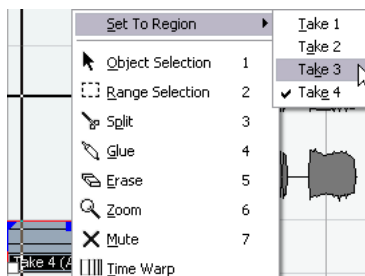 Set To Region
Take 1
Take 2
Take 3
Take 4
Object Selection 1
Range Selection 2
Split 3
Glue 4
Erase 5
Zoom 6
Mute 7
Time Warp
Take 4 (